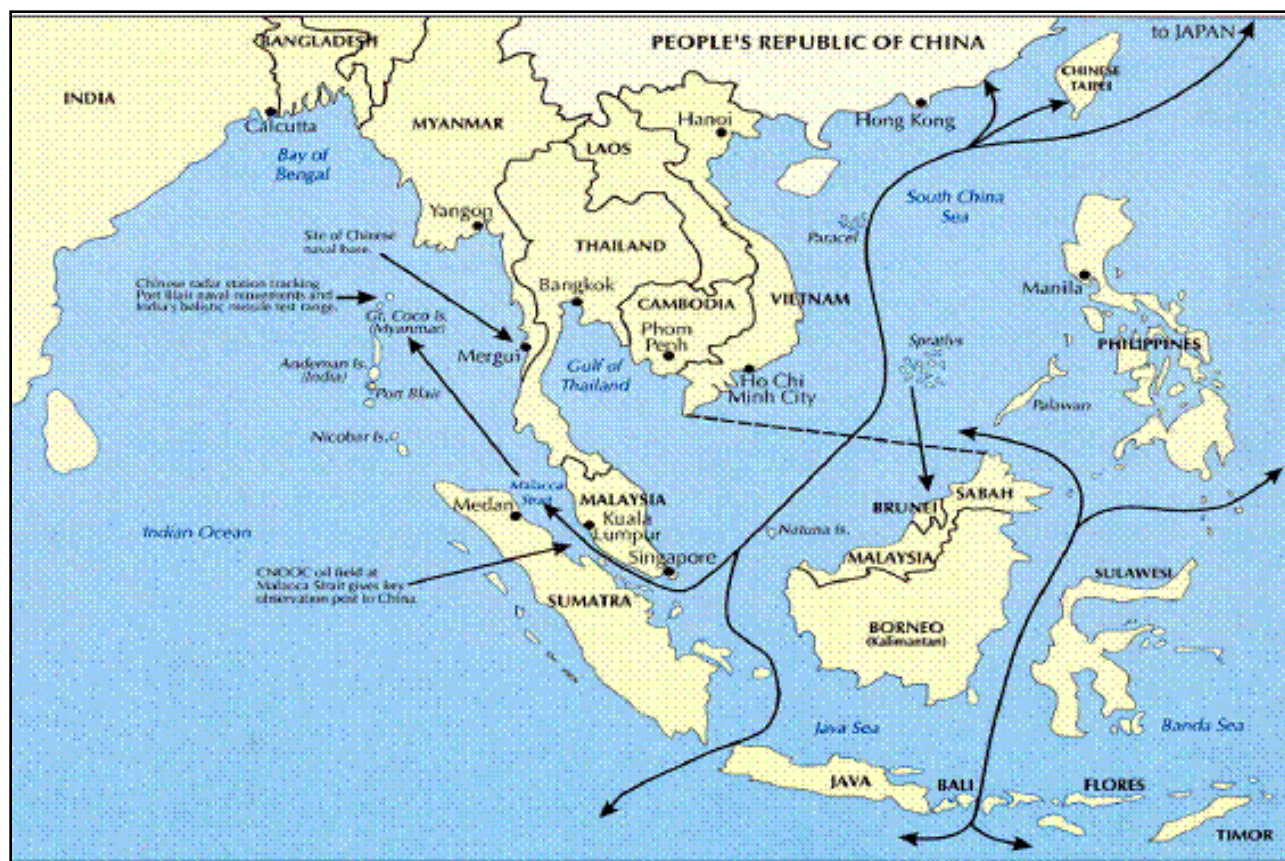 to JAPAN
PEOPLE'S REPUBLIC OF CHINA
BANGLADESH
CHINESE
TAIPEI
INDIA
Calcutta
MYANMAR
Hanoi
Hong Kong
LAOS
Bay of
Bengal
South China
Sea
Yangon
Paracel
Site of Chinese
naval base.
THAILAND
Chinese radar station tracking
Port Blair naval movements and
India's balistic missile test range.
Bangkok
CAMBODIA
VIETNAM
Manila
Gr. Coco Is.
(Myanmar)
Phom
Penh
Mergui
Spratlys
PHILIPPINES
Andeman Is.
(India)
Gulf of
Thailand
Ho Chi
Minh City
Port Blair
Palawan
Nicobar Is.
Malacca
Strait
MALAYSIA
SABAH
Medan
BRUNEI
Kuala
Lumpur
Natuna Is.
Indian Ocean
Singapore
MALAYSIA
CNOOC oil field at
Malacca Strait gives key
observation post to China.
SULAWESI
SUMATRA
BORNEO
(Kalimantan)
Java Sea
Banda Sea
JAVA
BALI
FLORES
TIMOR